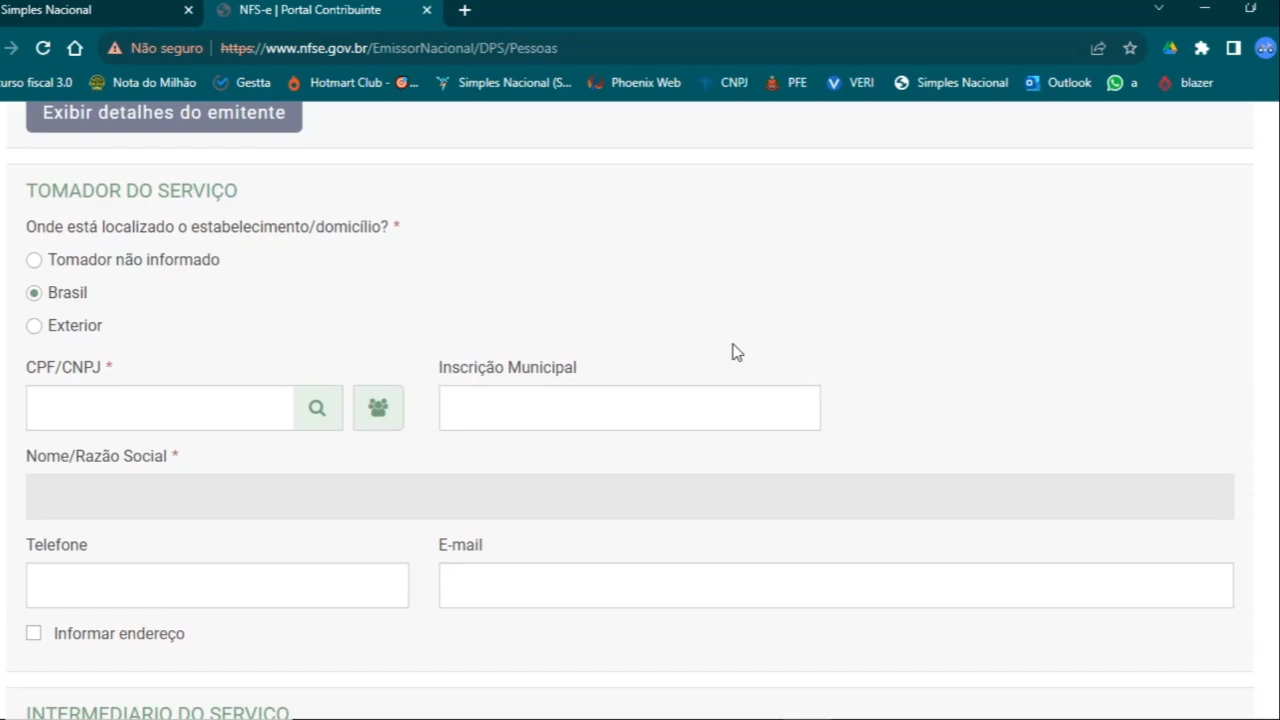 Simples Nacional
NFS-e | Portal Contribuinte
Não seguro
https://www.nfse.gov.br/EmissorNacional/DPS/Pessoas
urso fiscal 3.0
Nota do Milhão
Gestta
Hotmart Club - ...
Simples Nacional (S...
Phoenix Web
CNPJ
PFE
VERI
Simples Nacional
Outlook
a
blazer
Exibir detalhes do emitente
TOMADOR DO SERVIÇO
Onde está localizado o estabelecimento/domicílio? *
Tomador não informado
Brasil
Exterior
CPF/CNPJ *
Inscrição Municipal
Nome/Razão Social *
Telefone
E-mail
Informar endereço
INTERMEDIARIO DO SERVIÇO